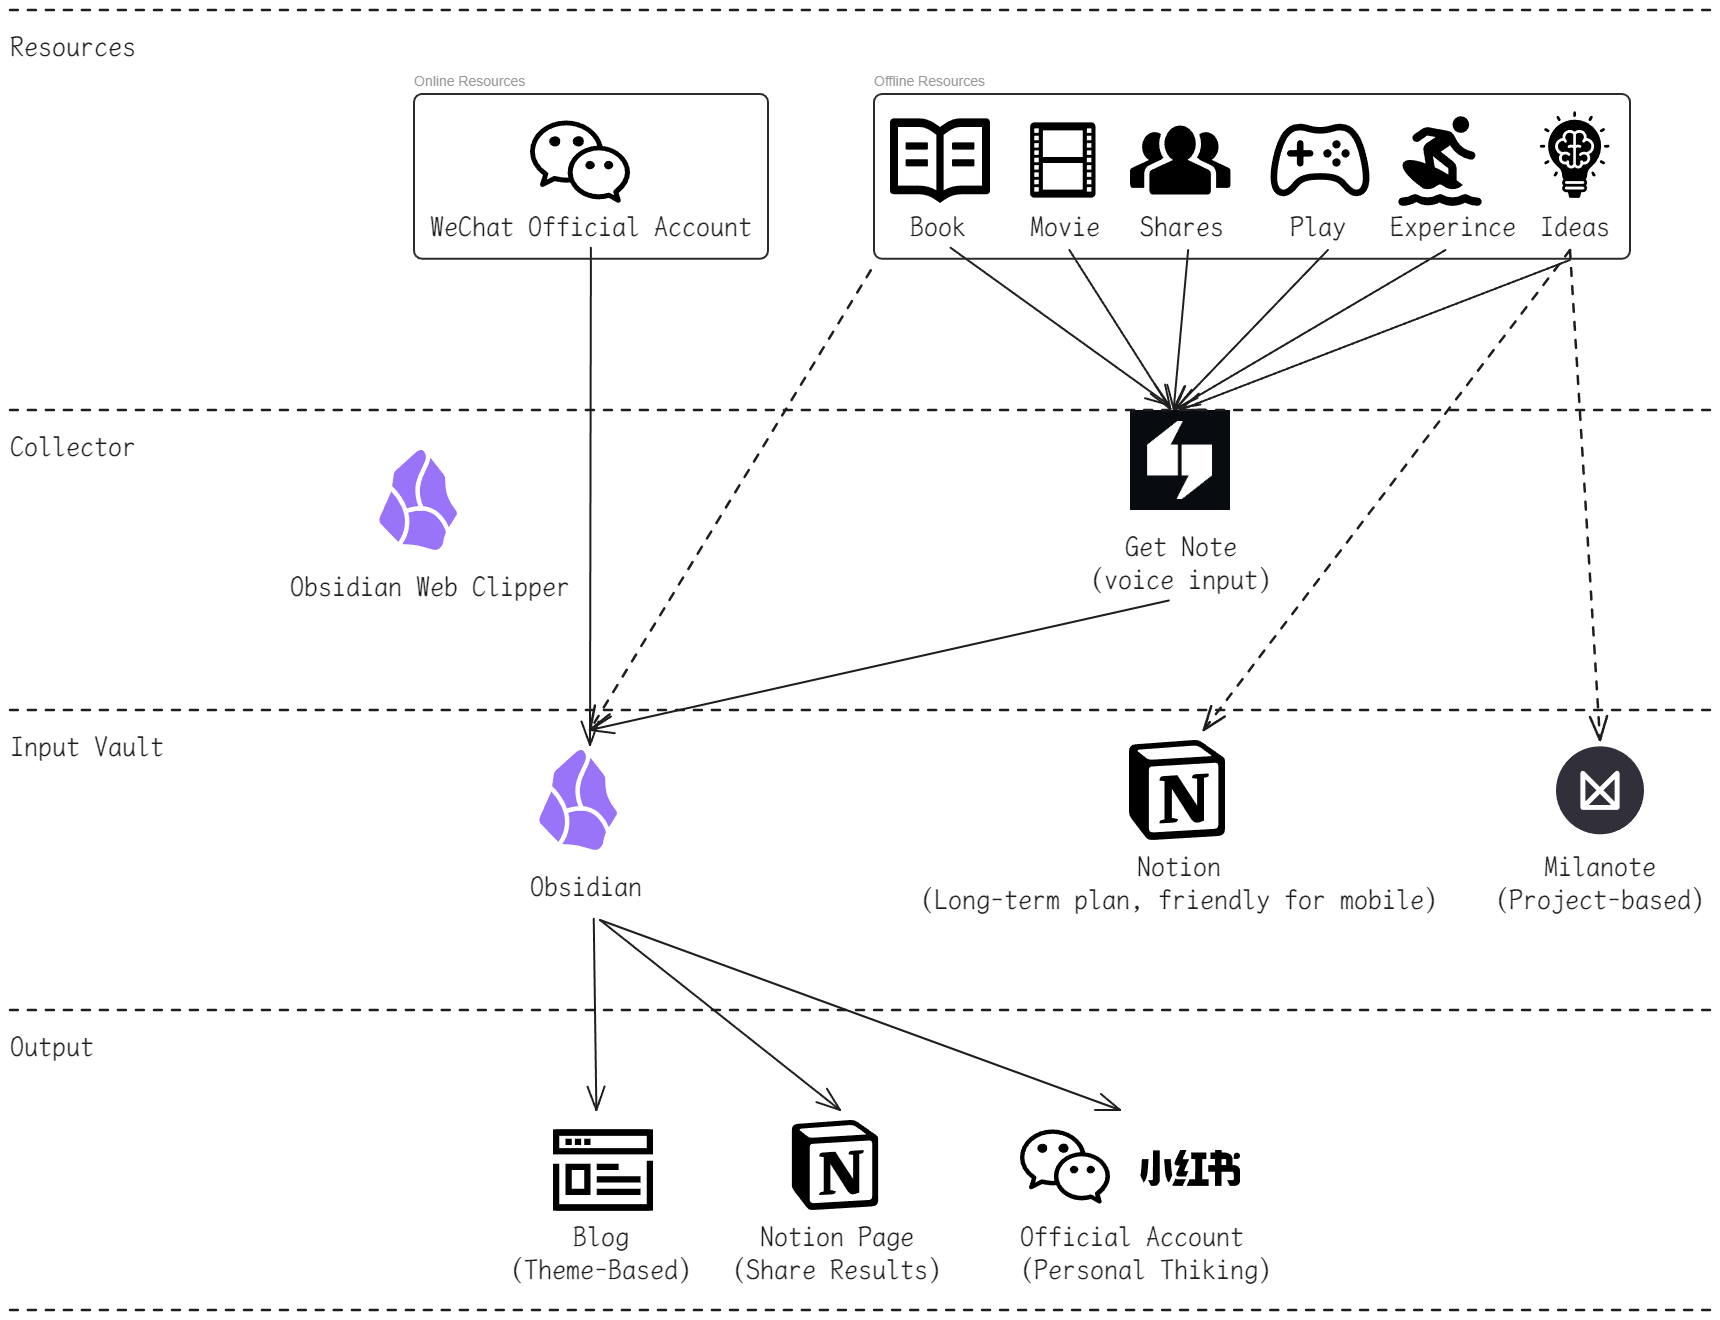 Resources
Online Resources
Offline Resources
WeChat Official Account
Book
Movie
Shares
Play
Experince
Ideas
Collector
Obsidian Web Clipper
Get Note
(voice input)
Input Vault
Obsidian
N
Notion
(Long-term plan, friendly for mobile)
Milanote
(Project-based)
Output
N
小红书
Blog
(Theme-Based)
Notion Page
(Share Results)
Official Account
(Personal Thiking)